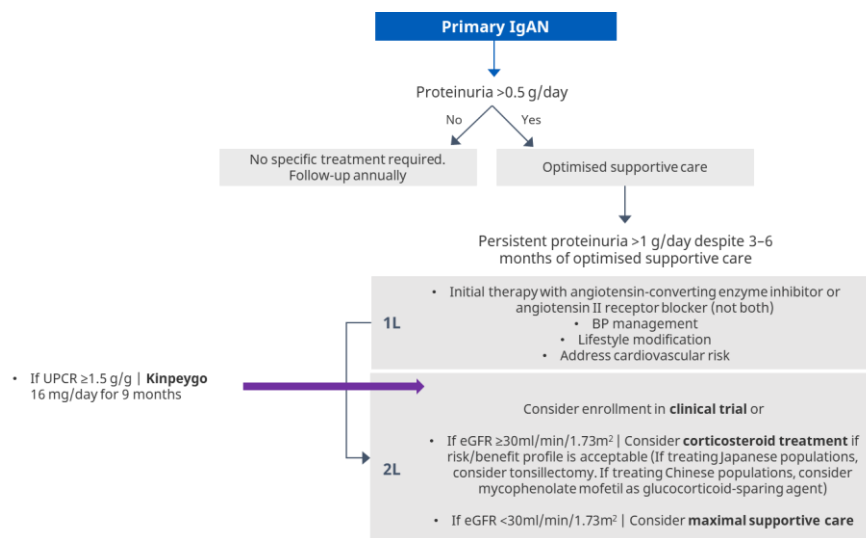 Primary IgAN
Proteinuria >0.5 g/day
No
Yes
No specific treatment required.
Follow-up annually
Optimised supportive care
Persistent proteinuria >1 g/day despite 3–6
months of optimised supportive care
1L
• Initial therapy with angiotensin-converting enzyme inhibitor or
angiotensin II receptor blocker (not both)
• BP management
• Lifestyle modification
• Address cardiovascular risk
• If UPCR ≥1.5 g/g | Kinpeygo
16 mg/day for 9 months
2L
Consider enrollment in clinical trial or
• If eGFR ≥30ml/min/1.73m² | Consider corticosteroid treatment if
risk/benefit profile is acceptable (If treating Japanese populations,
consider tonsillectomy. If treating Chinese populations, consider
mycophenolate mofetil as glucocorticoid-sparing agent)
• If eGFR <30ml/min/1.73m² | Consider maximal supportive care